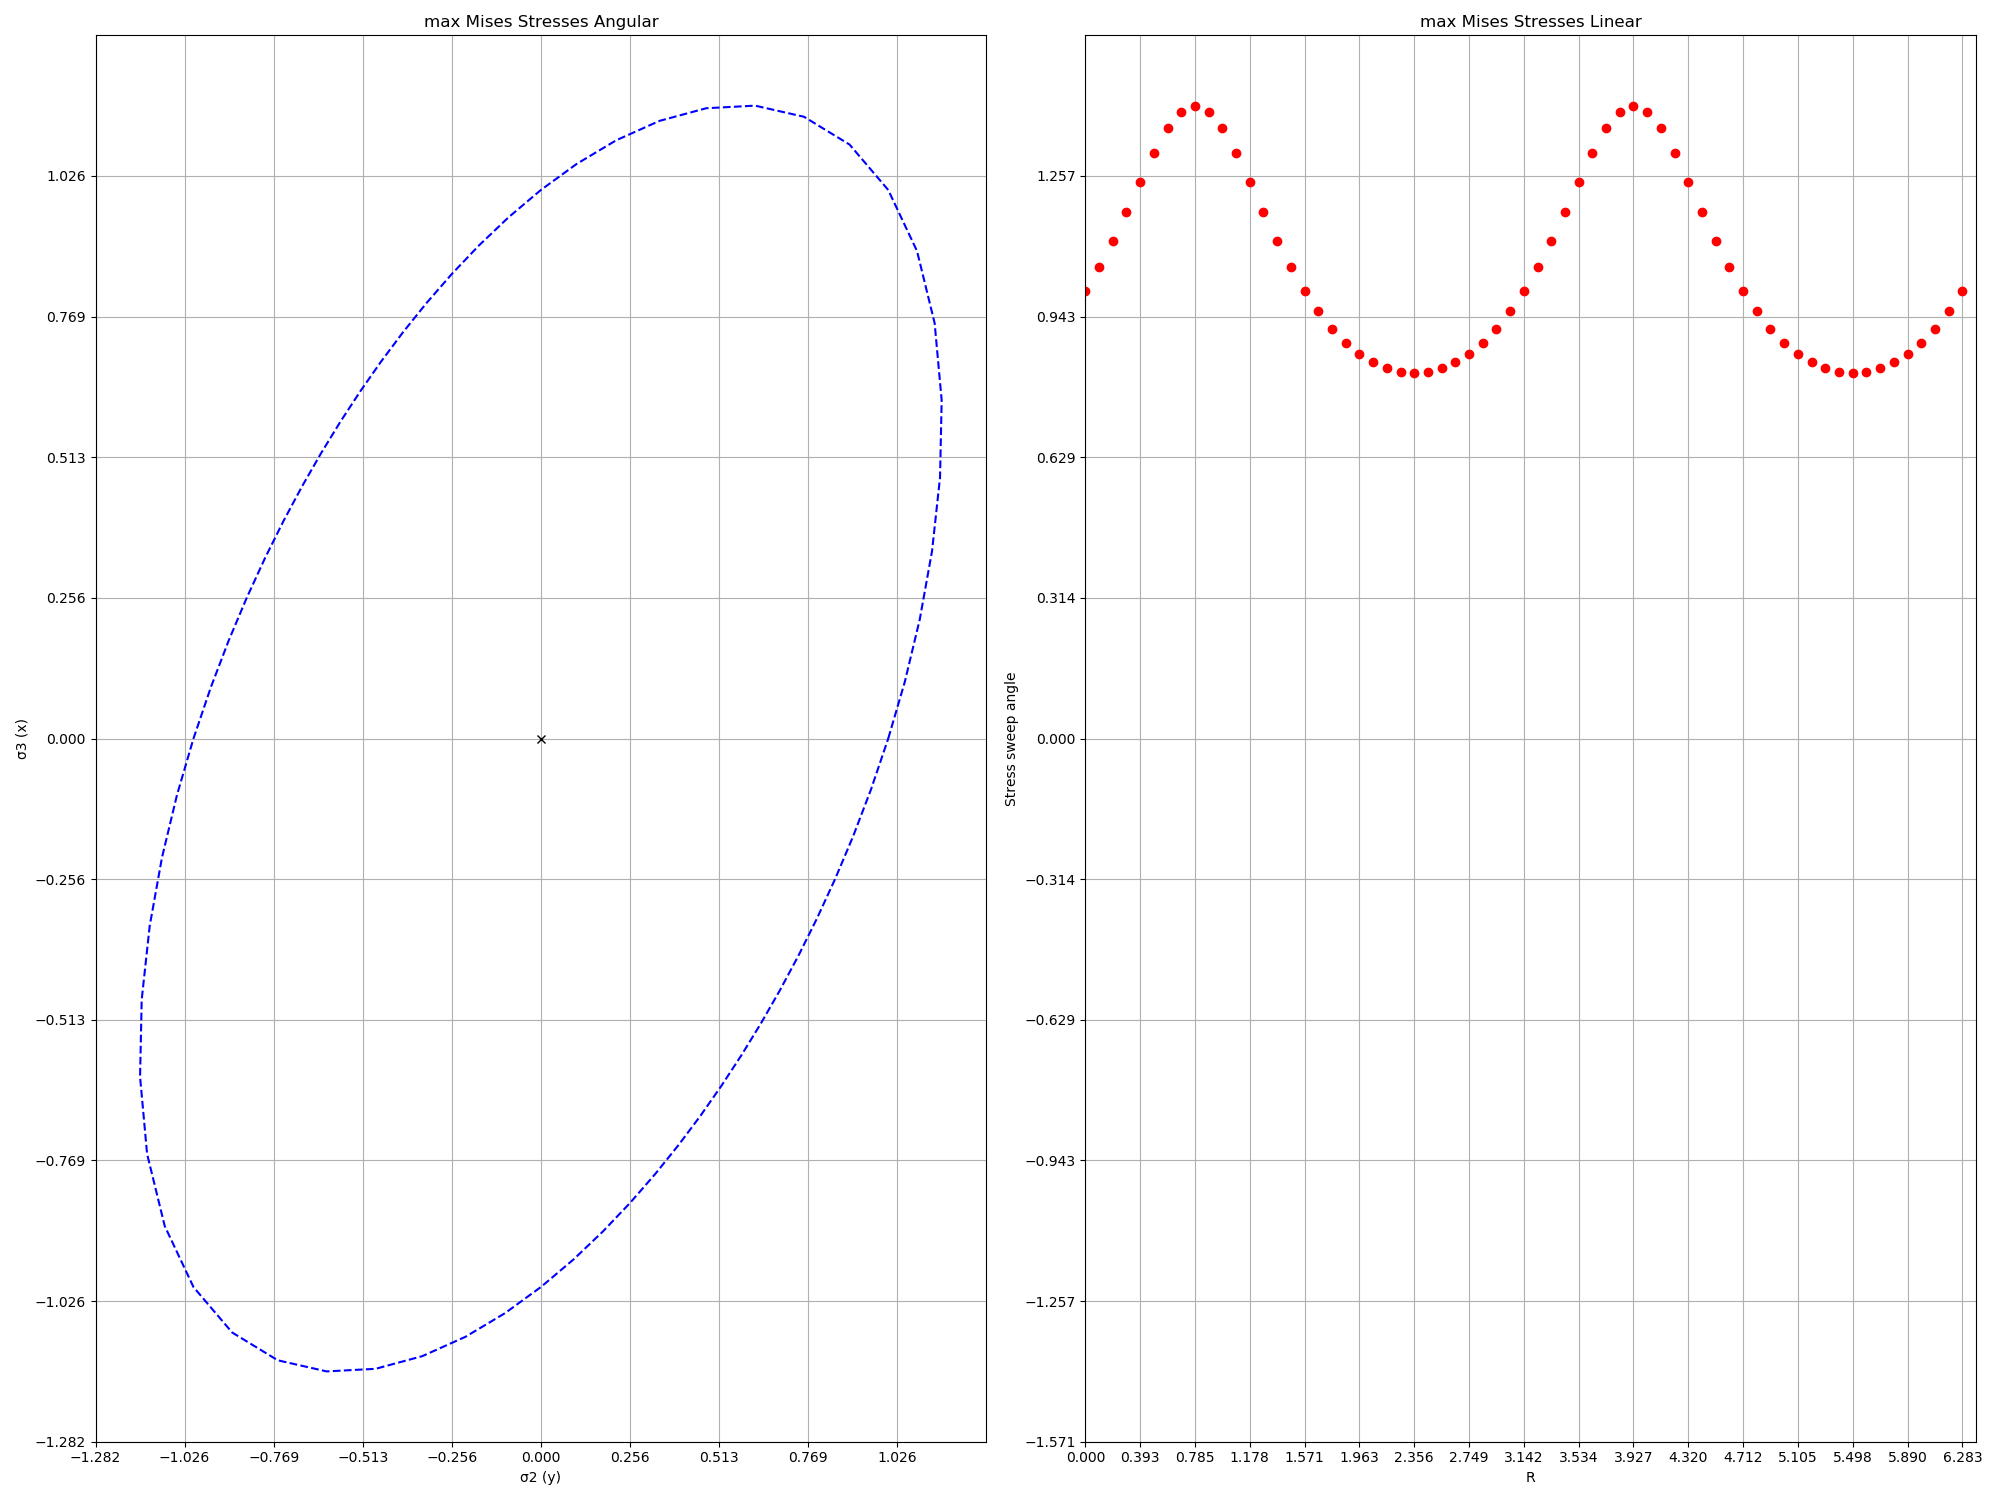 max Mises Stresses Angular
1.026
0.769
0.513
0.256
0.000
−0.256
−0.513
−0.769
−1.026
−1.282
σ3 (x)
−1.282 −1.026 −0.769 −0.513 −0.256 0.000 0.256 0.513 0.769 1.026
σ2 (y)
max Mises Stresses Linear
1.257
0.943
0.629
0.314
0.000
−0.314
−0.629
−0.943
−1.257
−1.571
Stress sweep angle
0.000 0.393 0.785 1.178 1.571 1.963 2.356 2.749 3.142 3.534 3.927 4.320 4.712 5.105 5.498 5.890 6.283
R